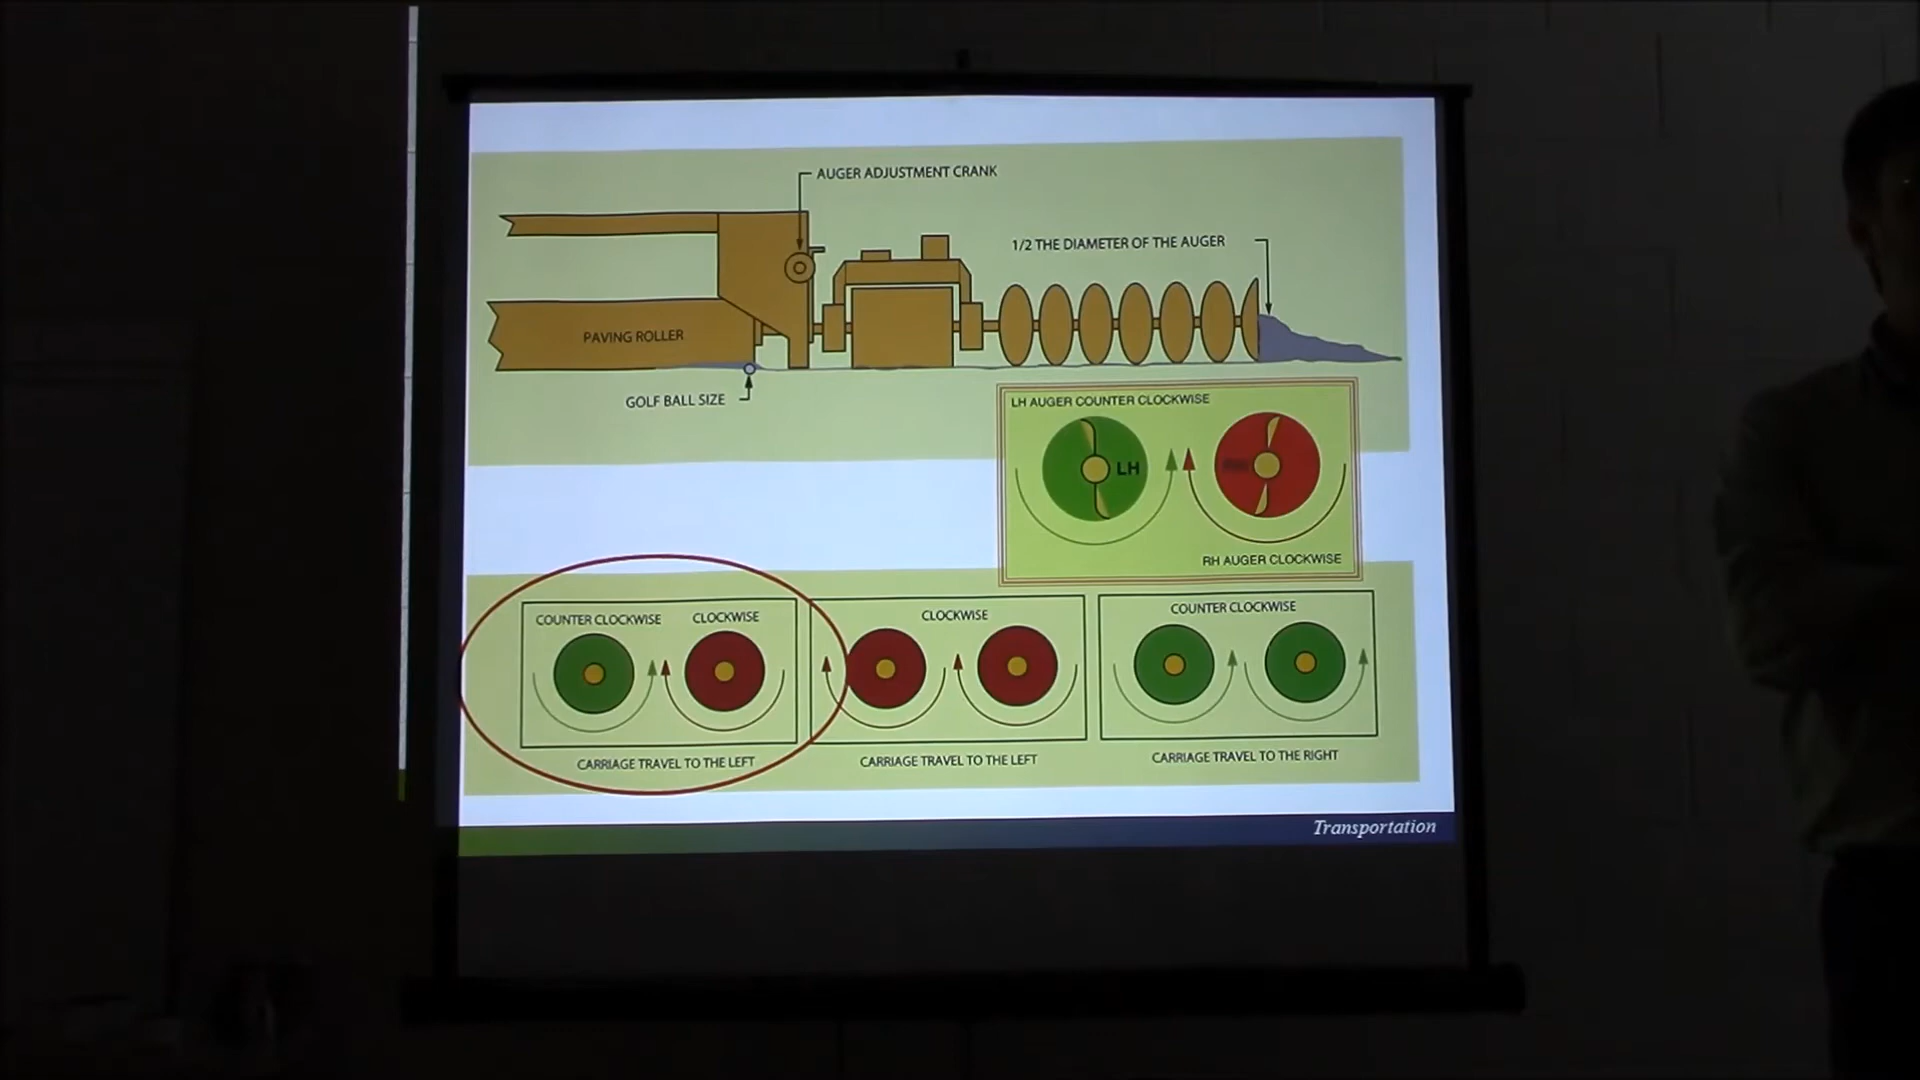 AUGER ADJUSTMENT CRANK
1/2 THE DIAMETER OF THE AUGER
PAVING ROLLER
GOLF BALL SIZE
LH AUGER COUNTER CLOCKWISE
LH
RH AUGER CLOCKWISE
COUNTER CLOCKWISE
CLOCKWISE
CARRIAGE TRAVEL TO THE LEFT
CLOCKWISE
CARRIAGE TRAVEL TO THE LEFT
COUNTER CLOCKWISE
CARRIAGE TRAVEL TO THE RIGHT
Transportation